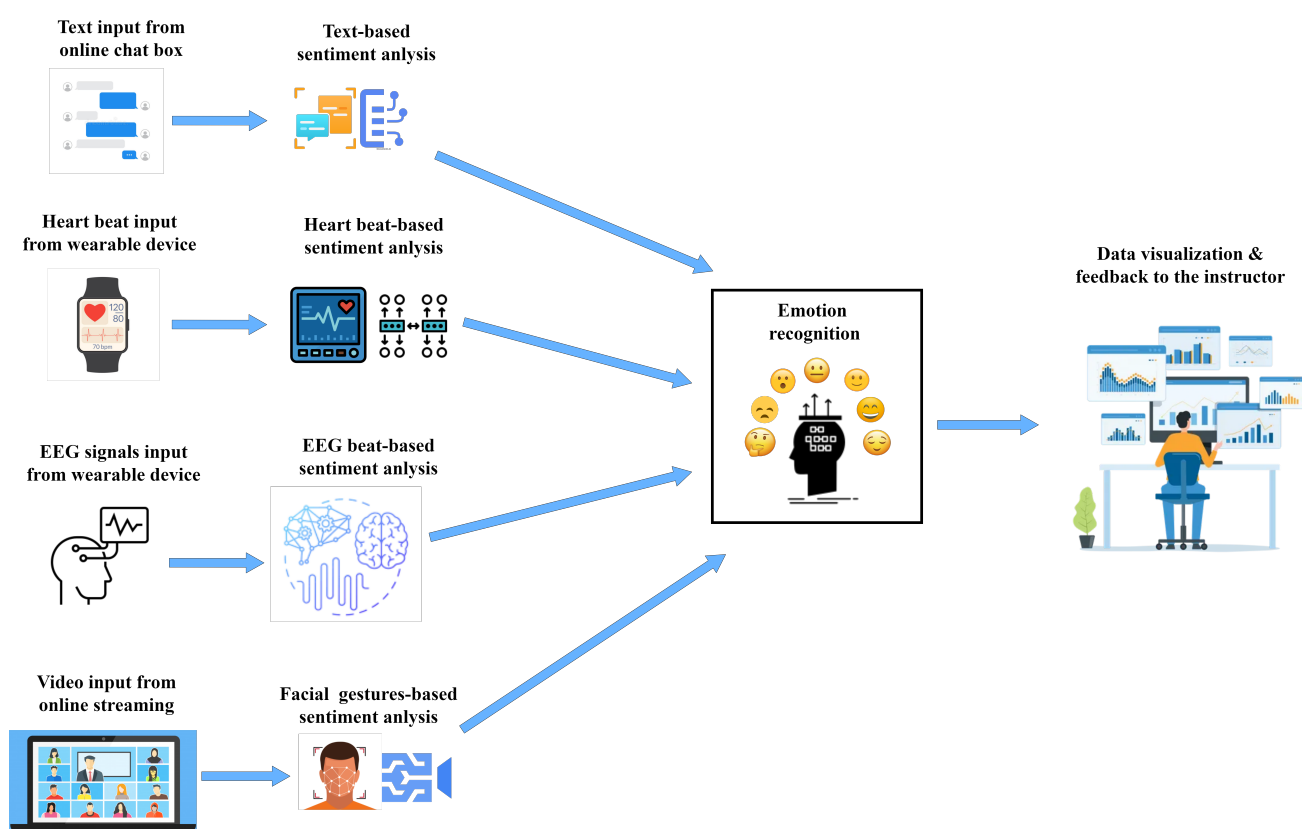 Text input from
online chat box
Text-based
sentiment anlysis
Heart beat input
from wearable device
120
80
70 bpm
Heart beat-based
sentiment anlysis
EEG signals input
from wearable device
EEG beat-based
sentiment anlysis
Video input from
online streaming
Facial gestures-based
sentiment anlysis
Emotion
recognition
Data visualization &
feedback to the instructor